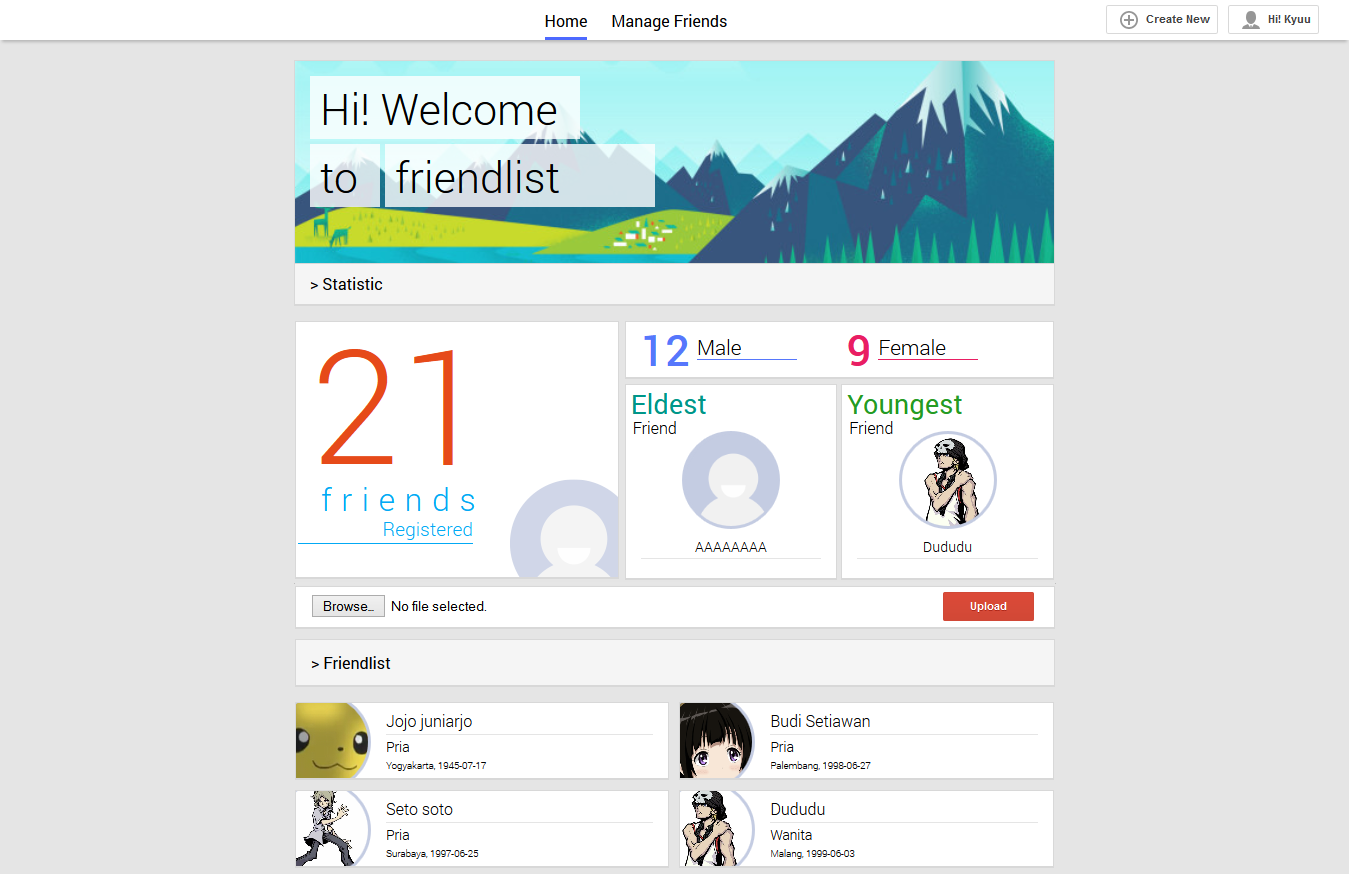 Home Manage Friends Create New Hi! Kyuu
Hi! Welcome
to friendlist
> Statistic
21
friends
Registered
12 Male 9 Female
Eldest
Friend
AAAAAAAA
Youngest
Friend
Dududu
Browse... No file selected. Upload
> Friendlist
Jojo juniarjo
Pria
Yogyakarta, 1945-07-17
Budi Setiawan
Pria
Palembang, 1998-06-27
Seto soto
Pria
Surabaya, 1997-06-25
Dududu
Wanita
Malang, 1999-06-03